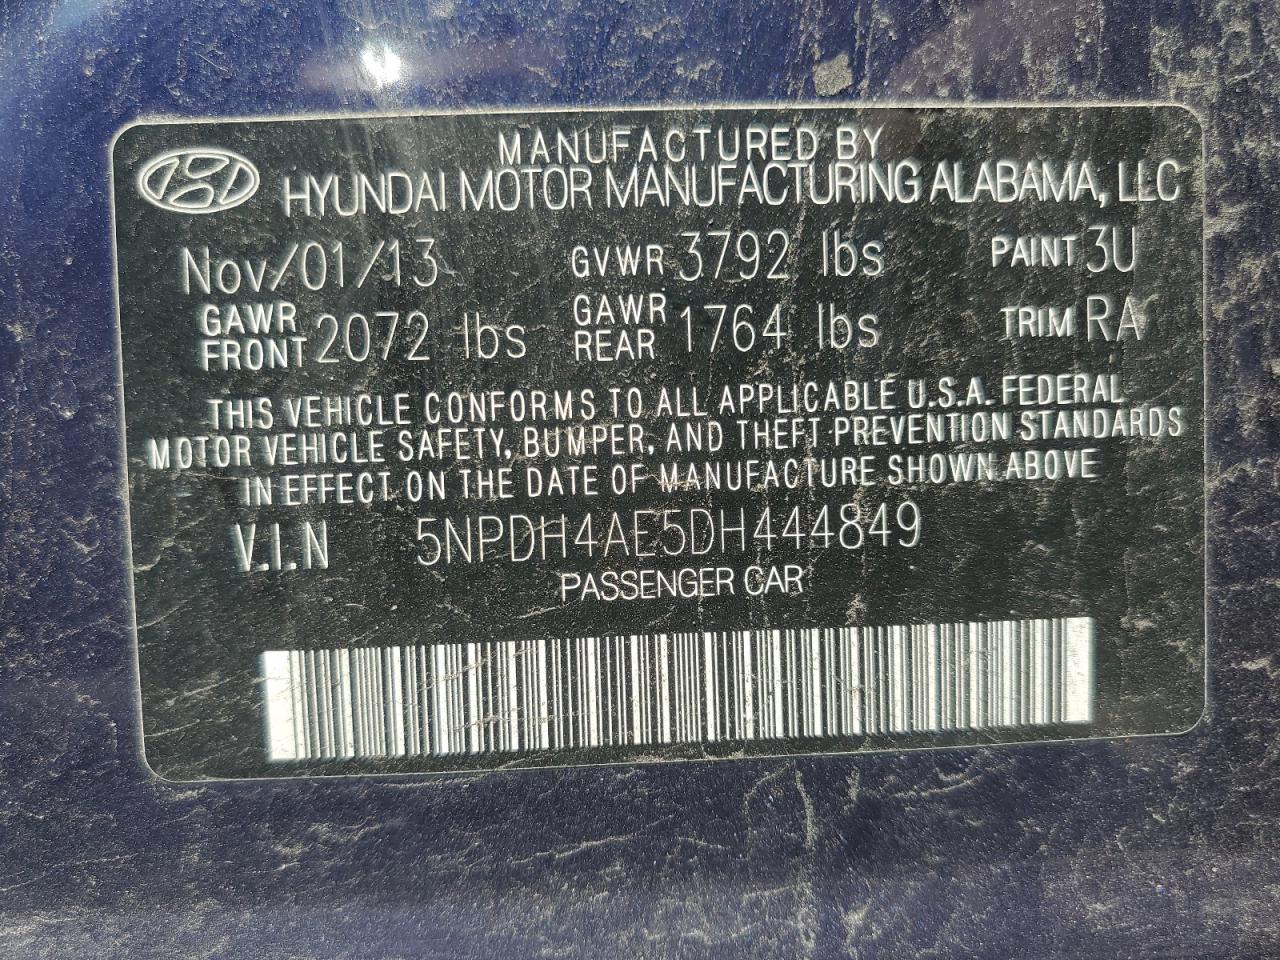 MANUFACTURED BY
HYUNDAI MOTOR MANUFACTURING ALABAMA, LLC
Nov/01/13 GVWR 3792 lbs PAINT 3U
GAWR FRONT 2072 lbs GAWR REAR 1764 lbs TRIM RA
THIS VEHICLE CONFORMS TO ALL APPLICABLE U.S.A. FEDERAL
MOTOR VEHICLE SAFETY, BUMPER, AND THEFT PREVENTION STANDARDS
IN EFFECT ON THE DATE OF MANUFACTURE SHOWN ABOVE
V.I.N 5NPDH4AE5DH444849
PASSENGER CAR